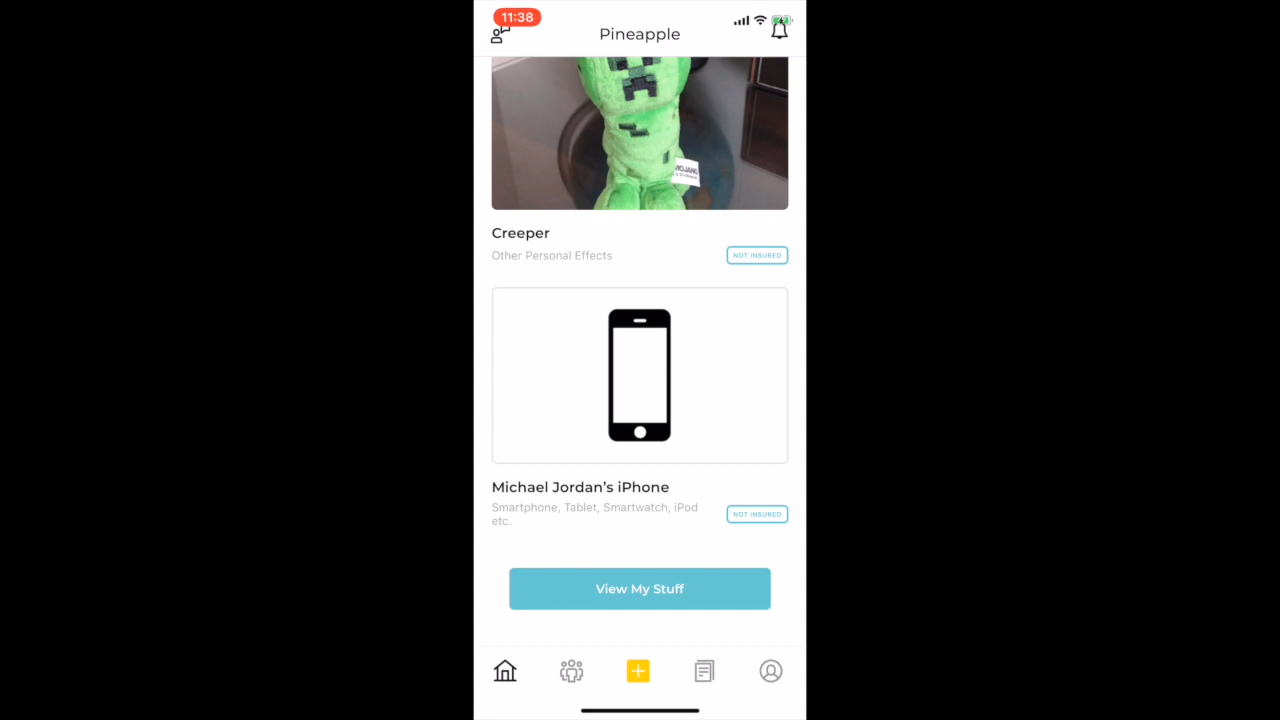 11:38
Pineapple
MOJANG
Creeper
Other Personal Effects
NOT INSURED
Michael Jordan’s iPhone
Smartphone, Tablet, Smartwatch, iPod
etc.
NOT INSURED
View My Stuff